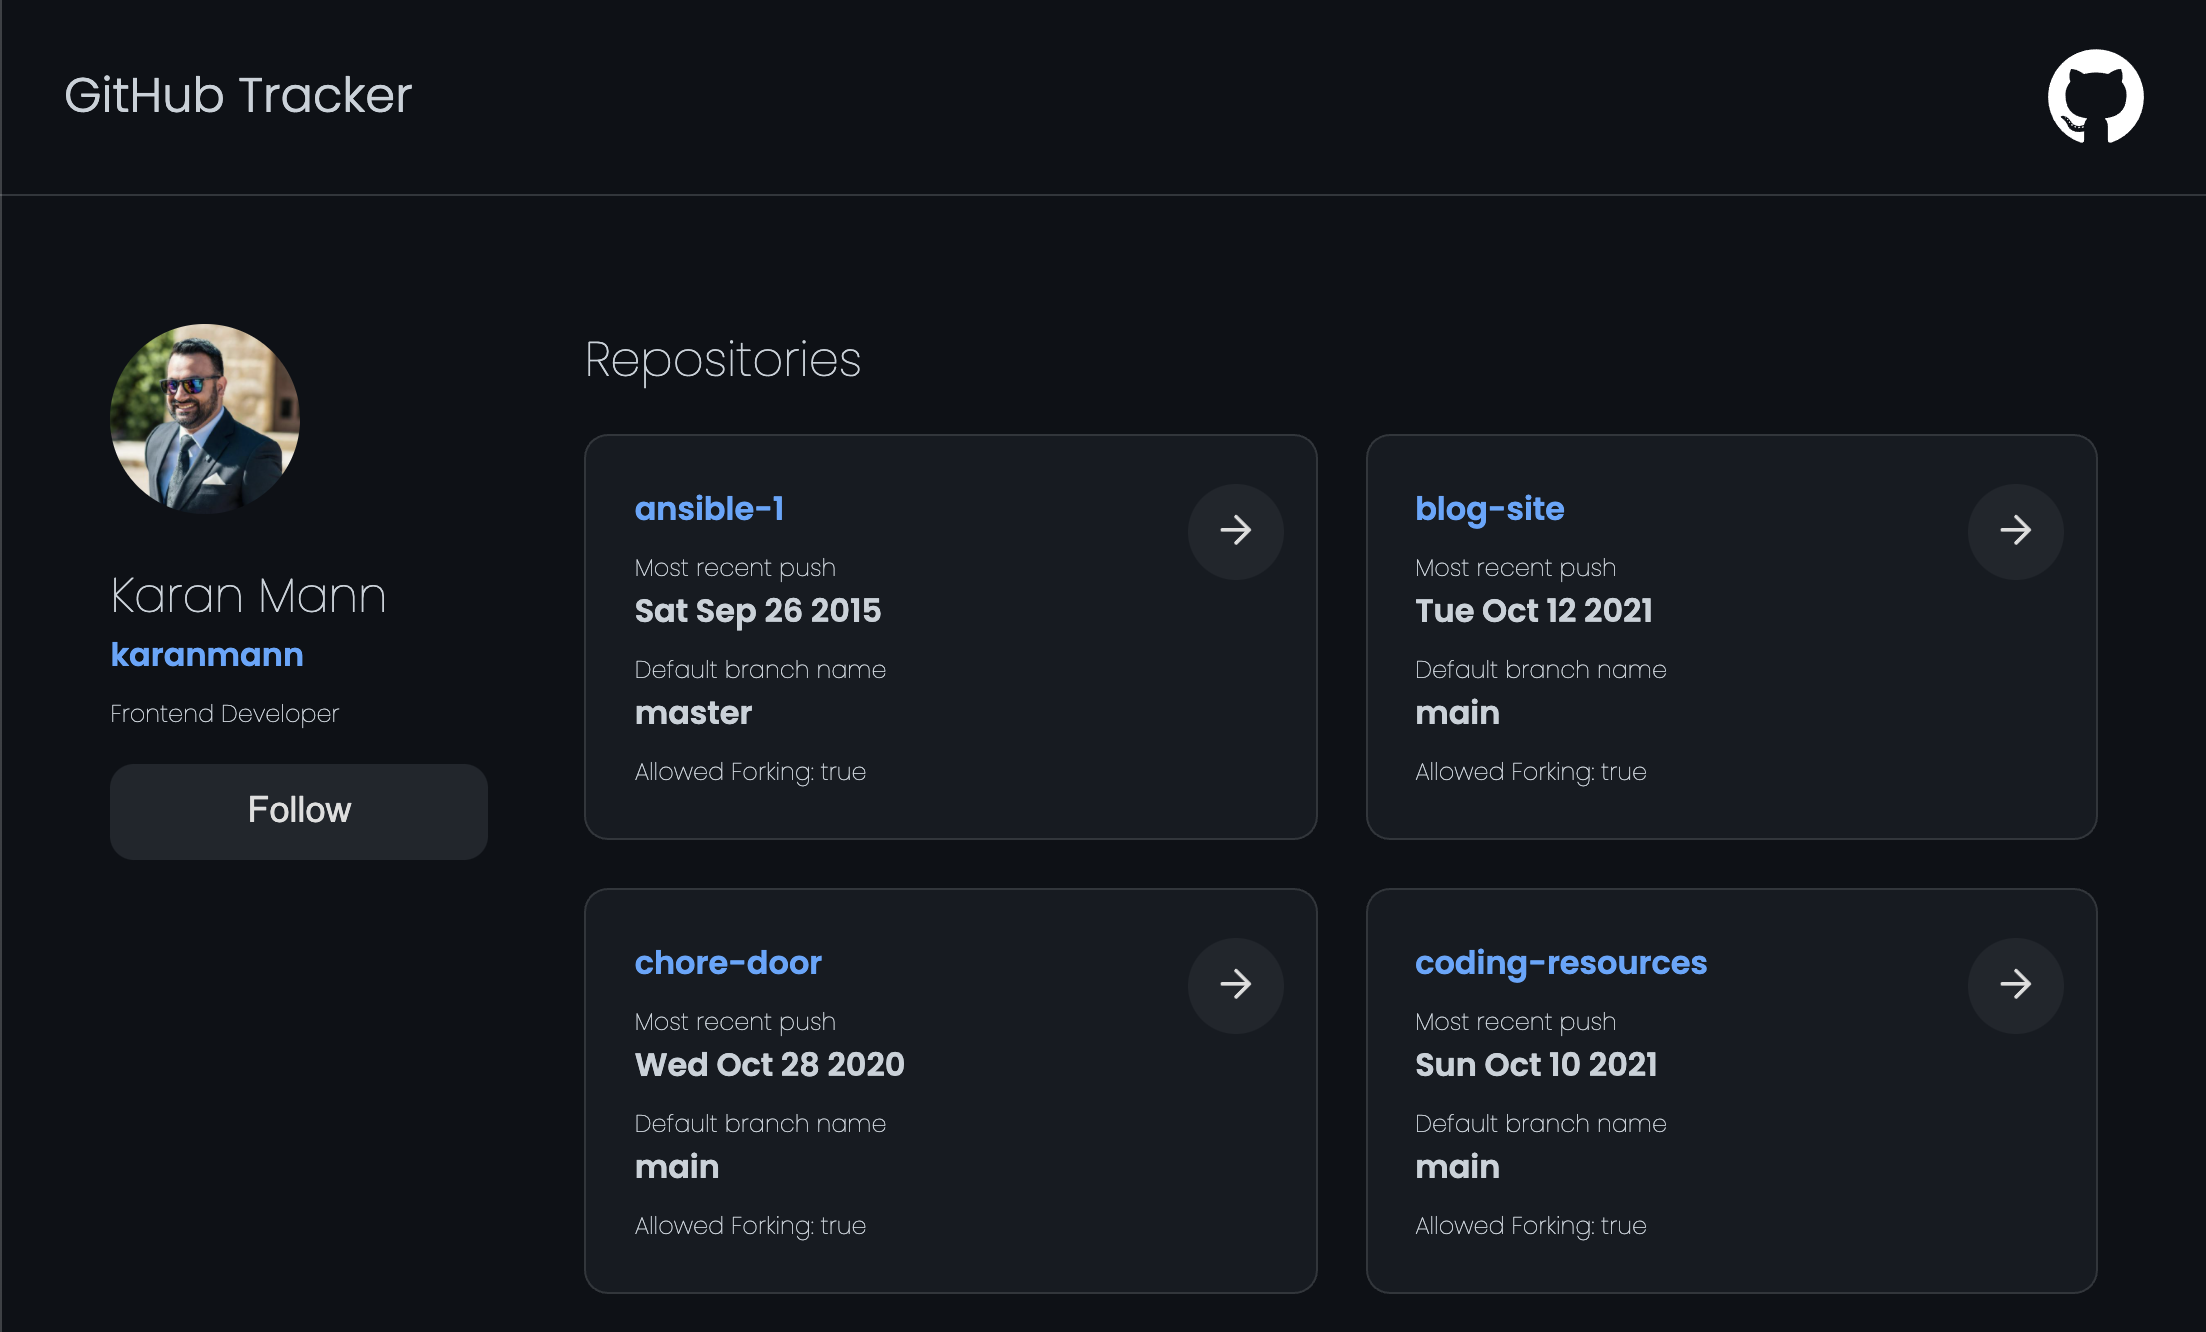 GitHub Tracker
Karan Mann
karanmann
Frontend Developer
Follow
Repositories
ansible-1
Most recent push
Sat Sep 26 2015
Default branch name
master
Allowed Forking: true
blog-site
Most recent push
Tue Oct 12 2021
Default branch name
main
Allowed Forking: true
chore-door
Most recent push
Wed Oct 28 2020
Default branch name
main
Allowed Forking: true
coding-resources
Most recent push
Sun Oct 10 2021
Default branch name
main
Allowed Forking: true